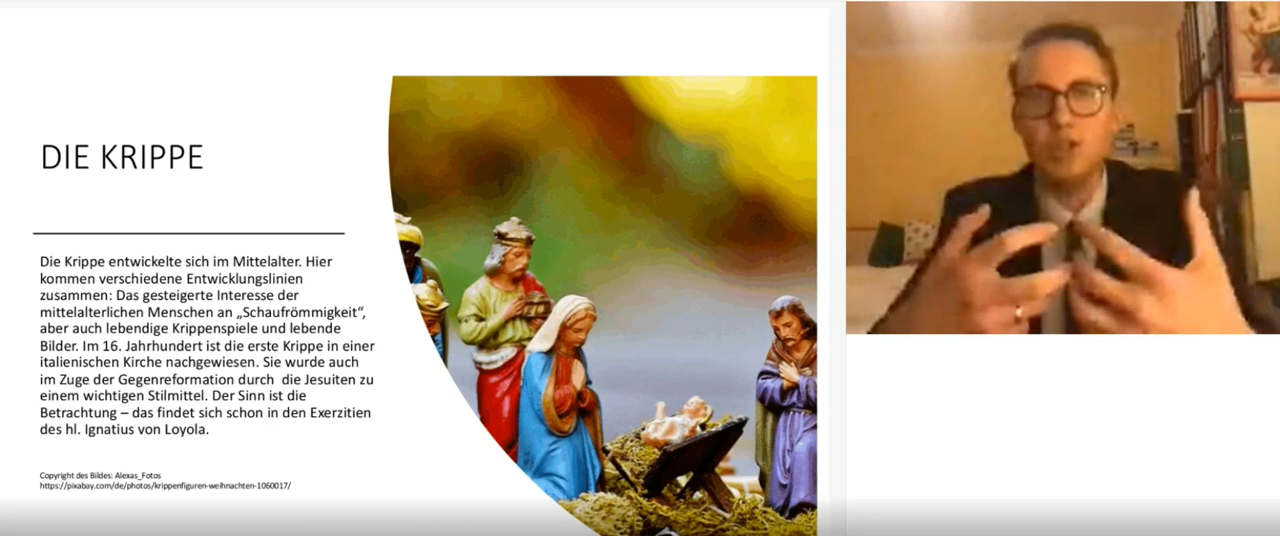 DIE KRIPPE
Die Krippe entwickelte sich im Mittelalter. Hier
kommen verschiedene Entwicklungslinien
zusammen: Das gesteigerte Interesse der
mittelalterlichen Menschen an „Schaufrömmigkeit“,
aber auch lebendige Krippenspiele und lebende
Bilder. Im 16. Jahrhundert ist die erste Krippe in einer
italienischen Kirche nachgewiesen. Sie wurde auch
im Zuge der Gegenreformation durch  die Jesuiten zu
einem wichtigen Stilmittel. Der Sinn ist die
Betrachtung – das findet sich schon in den Exerzitien
des hl. Ignatius von Loyola.
Copyright des Bildes: Alexas_Fotos
https://pixabay.com/de/photos/krippenfiguren-weihnachten-1060017/